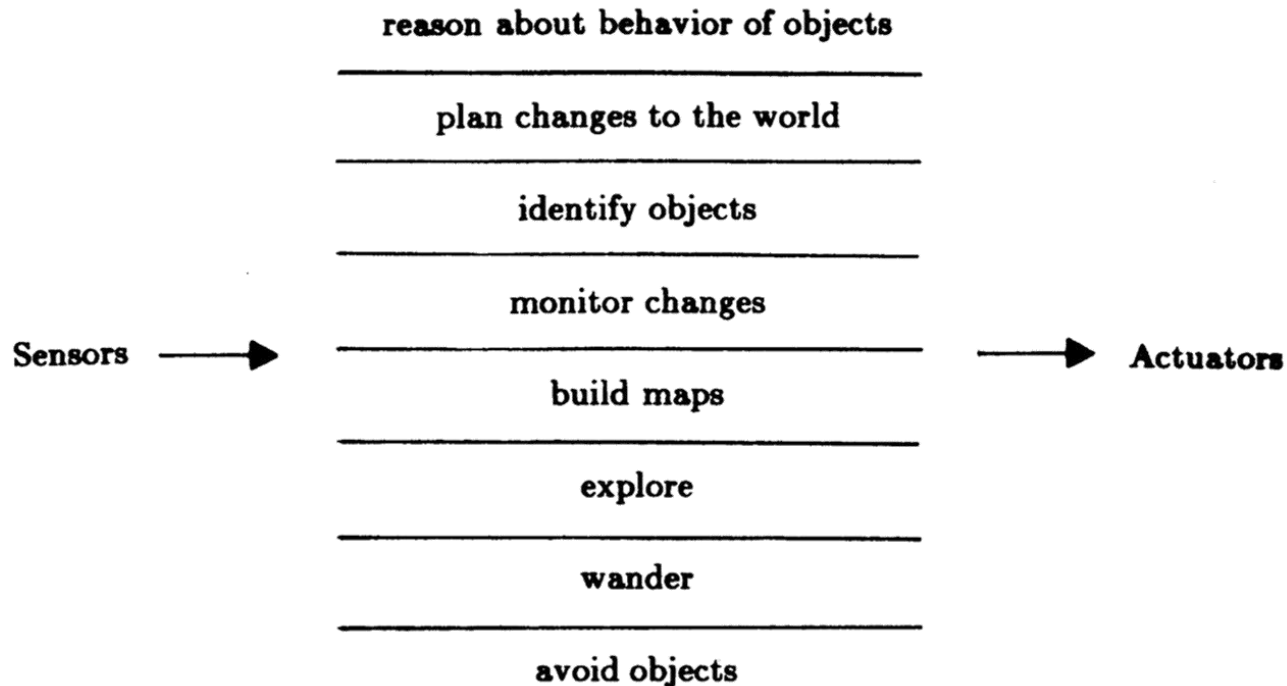 reason about behavior of objects
plan changes to the world
identify objects
monitor changes
Sensors
Actuators
build maps
explore
wander
avoid objects